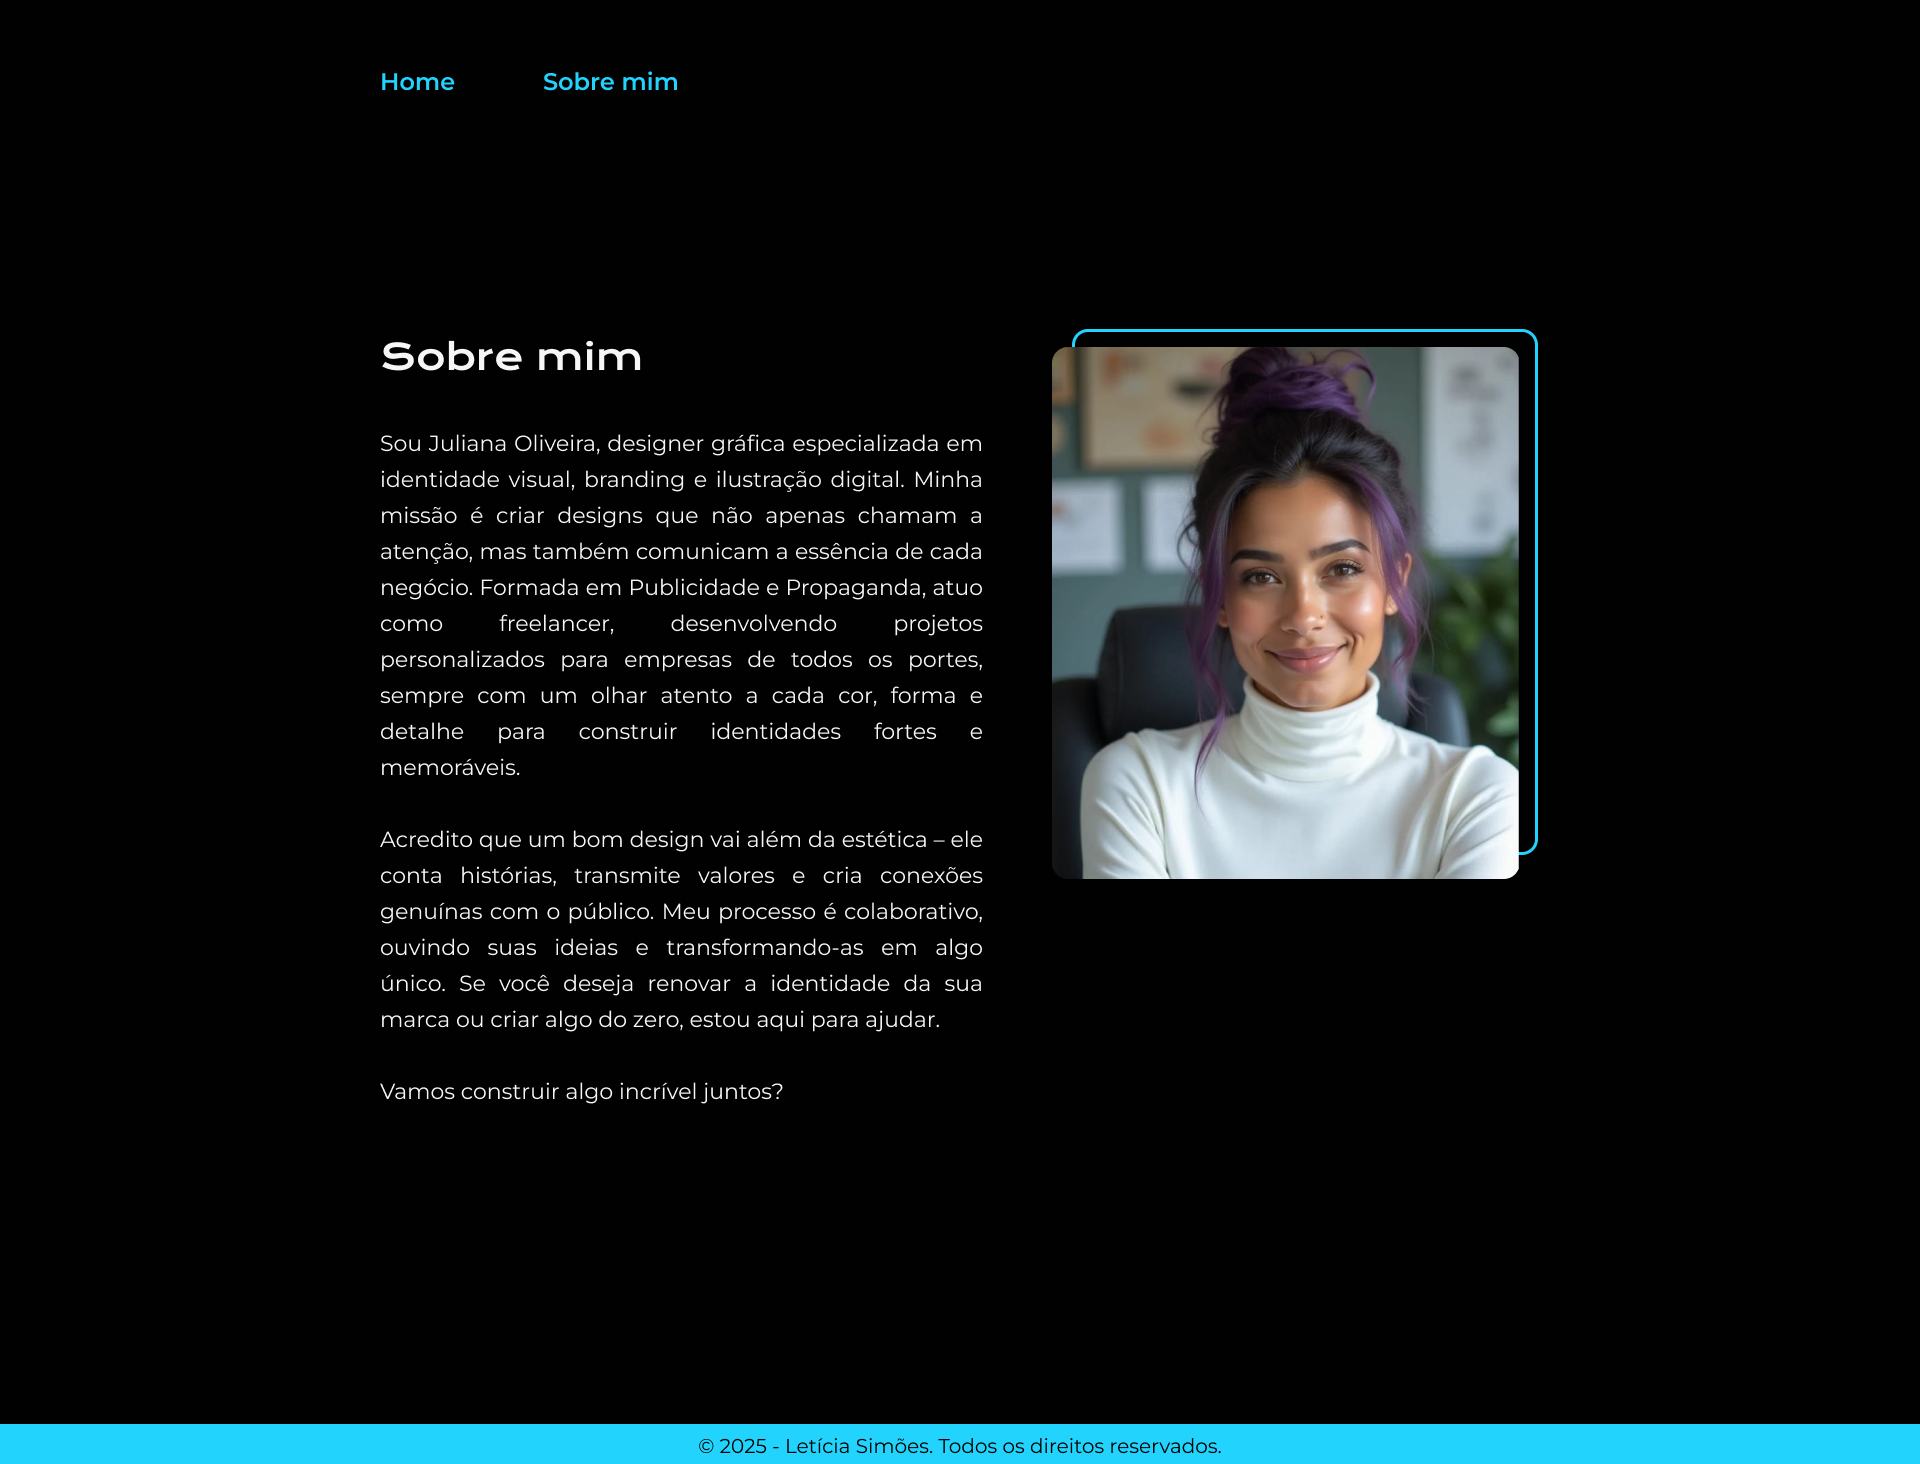 Home
Sobre mim
Sobre mim
Sou Juliana Oliveira, designer gráfica especializada em
identidade visual, branding e ilustração digital. Minha
missão é criar designs que não apenas chamam a
atenção, mas também comunicam a essência de cada
negócio. Formada em Publicidade e Propaganda, atuo
como freelancer, desenvolvendo projetos
personalizados para empresas de todos os portes,
sempre com um olhar atento a cada cor, forma e
detalhe para construir identidades fortes e
memoráveis.
Acredito que um bom design vai além da estética – ele
conta histórias, transmite valores e cria conexões
genuínas com o público. Meu processo é colaborativo,
ouvindo suas ideias e transformando-as em algo
único. Se você deseja renovar a identidade da sua
marca ou criar algo do zero, estou aqui para ajudar.
Vamos construir algo incrível juntos?
© 2025 - Letícia Simões. Todos os direitos reservados.